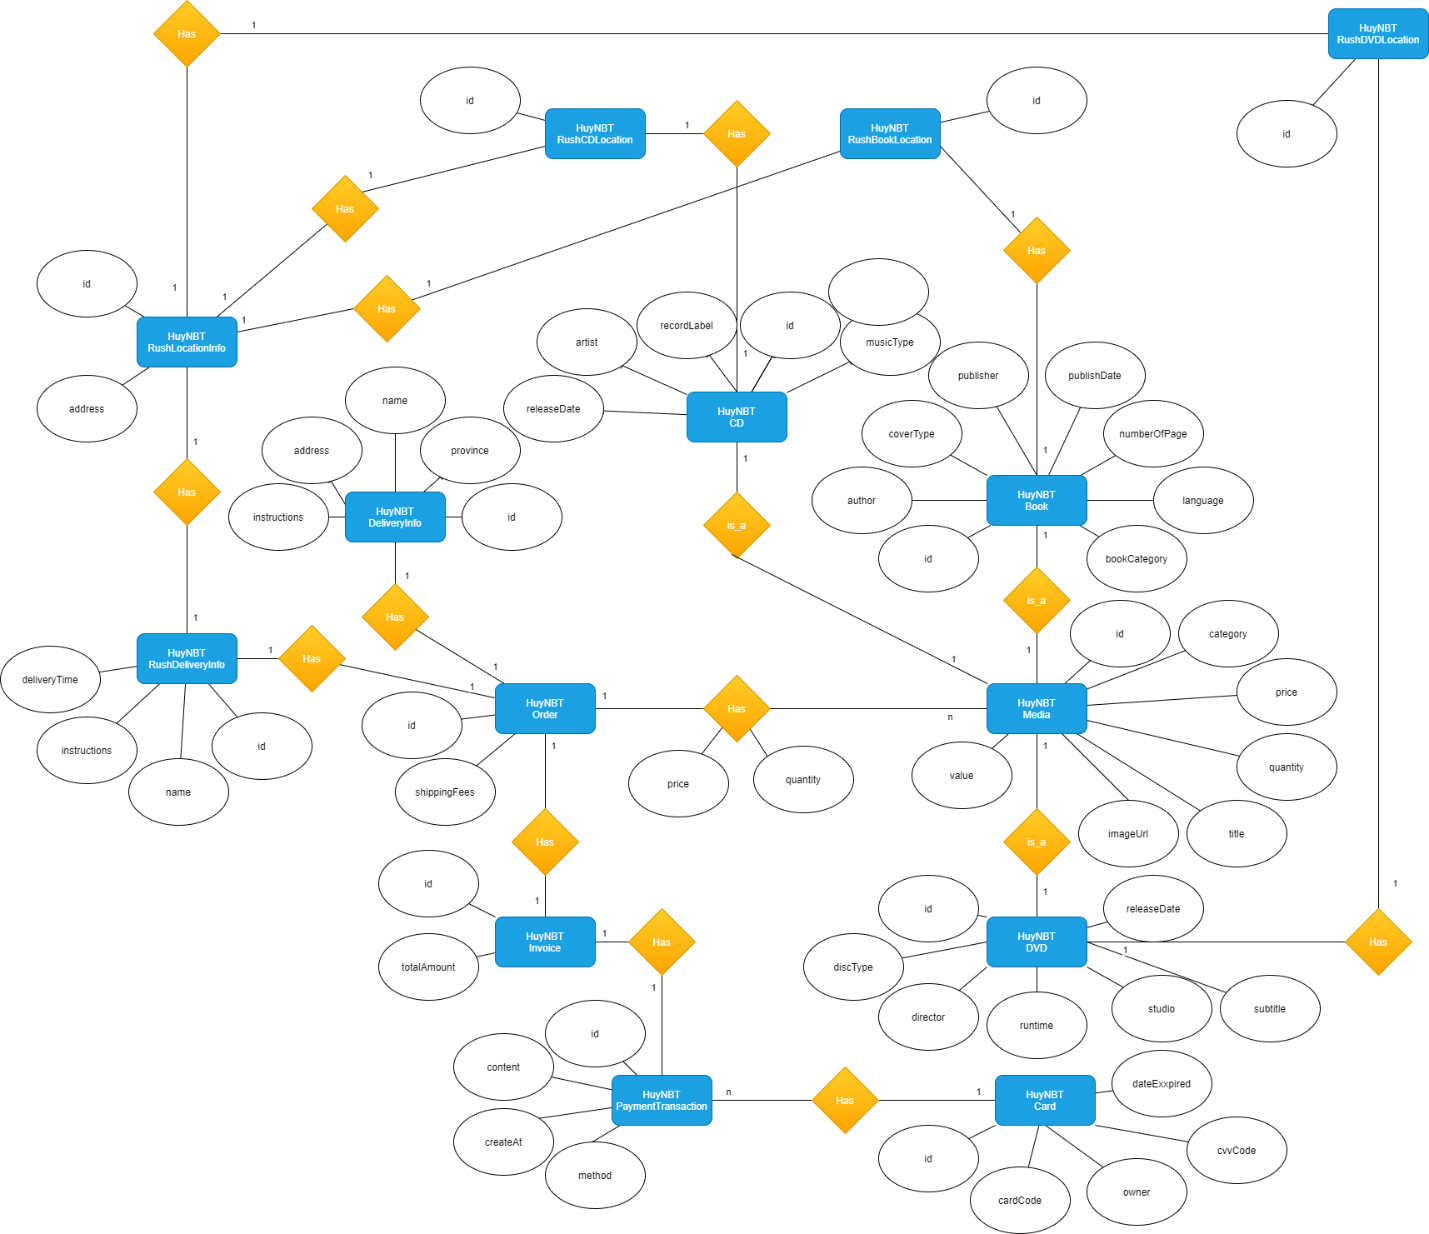 Has
1
HuyNBT
RushDVDLocation
id
id
HuyNBT
RushCDLocation
1
Has
HuyNBT
RushBookLocation
id
1
Has
1
Has
id
1
1
1
Has
1
HuyNBT
RushLocationInfo
address
artist
recordLabel
id
musicType
1
releaseDate
HuyNBT
CD
publisher
publishDate
coverType
numberOfPage
1
author
HuyNBT
Book
language
id
bookCategory
1
name
address
province
instructions
HuyNBT
DeliveryInfo
id
1
Has
1
is_a
is_a
1
Has
1
1
HuyNBT
RushDeliveryInfo
1
Has
deliveryTime
instructions
name
id
1
1
1
id
category
price
quantity
HuyNBT
Order
1
Has
n
HuyNBT
Media
id
shippingFees
price
quantity
value
imageUrl
title
1
1
Has
is_a
id
1
1
1
HuyNBT
Invoice
1
Has
totalAmount
1
id
releaseDate
HuyNBT
DVD
1
Has
discType
director
runtime
studio
subtitle
id
content
HuyNBT
PaymentTransaction
n
Has
1
HuyNBT
Card
dateExxpired
createAt
method
id
cardCode
owner
cvvCode